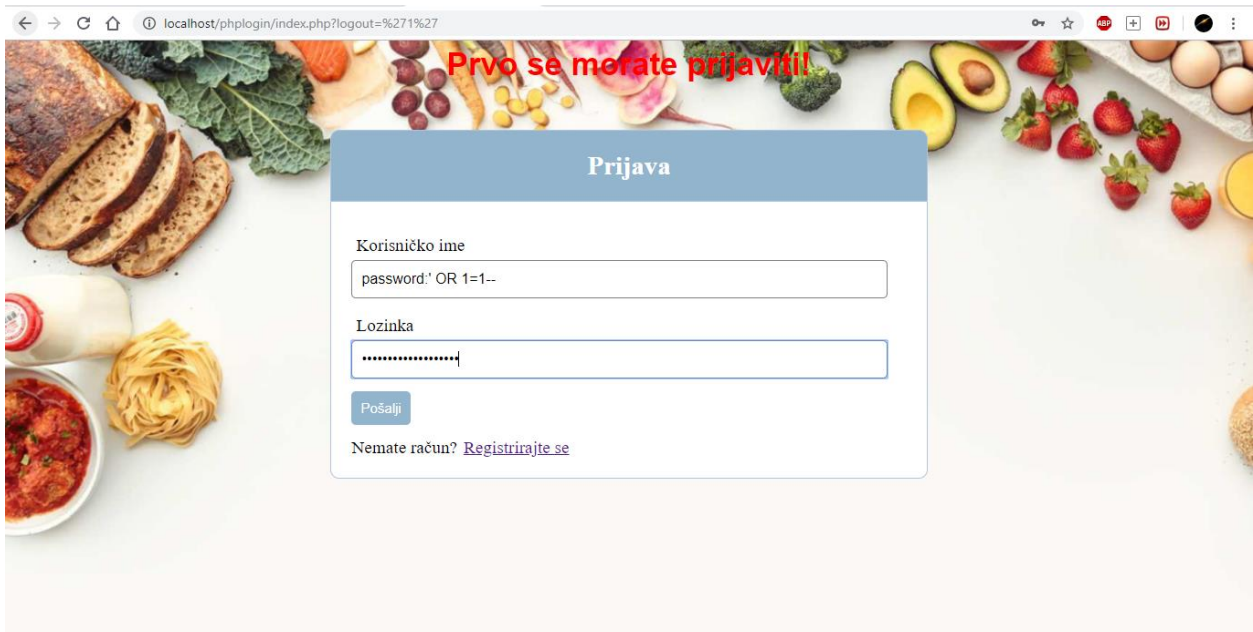 localhost/phplogin/index.php?logout=%271%27
ABP
Prvo se morate prijaviti!
Prijava
Korisničko ime
password:' OR 1=1--
Lozinka
•••••••••••••••••••
Pošalji
Nemate račun? Registrirajte se